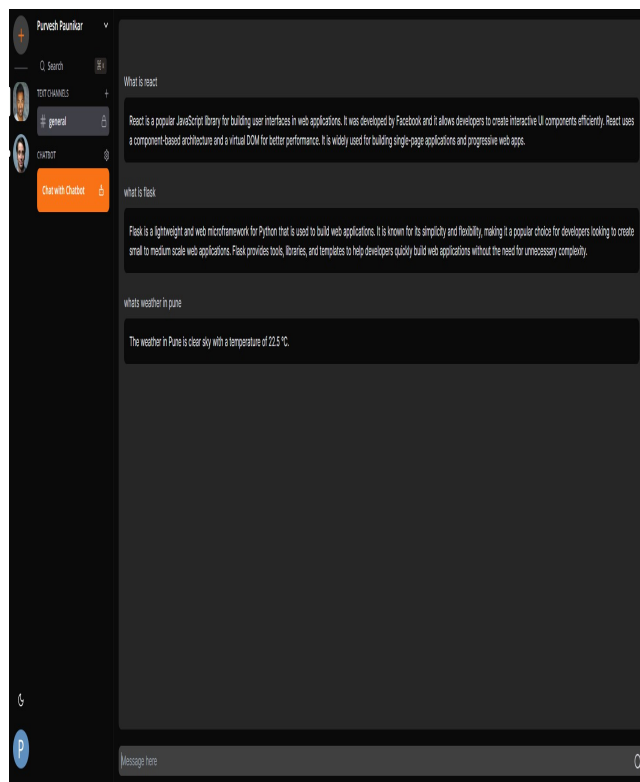 Purvesh Paunikar
Search
TEXT CHANNELS
+
# general
CHATBOT
Chat with Chatbot
What is react
React is a popular JavaScript library for building user interfaces in web applications. It was developed by Facebook and it allows developers to create interactive UI components efficiently. React uses
a component-based architecture and a virtual DOM for better performance. It is widely used for building single-page applications and progressive web apps.
what is flask
Flask is a lightweight and web microframework for Python that is used to build web applications. It is known for its simplicity and flexibility, making it a popular choice for developers looking to create
small to medium scale web applications. Flask provides tools, libraries, and templates to help developers quickly build web applications without the need for unnecessary complexity.
whats weather in pune
The weather in Pune is clear sky with a temperature of 22.5 °C.
P
Message here